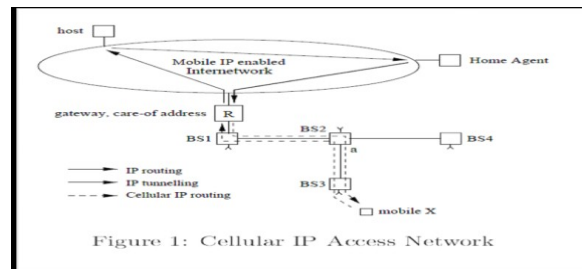 host
Mobile IP enabled
Internetwork
Home Agent
gateway, care-of address
R
BS1
BS2
BS4
a
BS3
IP routing
IP tunnelling
Cellular IP routing
mobile X
Figure 1: Cellular IP Access Network